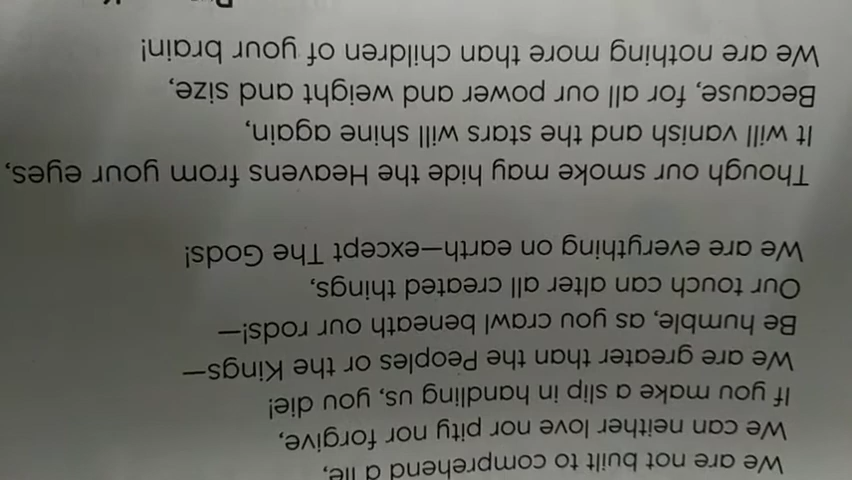 We are not built to comprehend a lie,
We can neither love nor pity nor forgive,
If you make a slip in handling us, you die!
We are greater than the Peoples or the Kings—
Be humble, as you crawl beneath our rods!—
Our touch can alter all created things,
We are everything on earth—except The Gods!
Though our smoke may hide the Heavens from your eyes,
It will vanish and the stars will shine again,
Because, for all our power and weight and size,
We are nothing more than children of your brain!